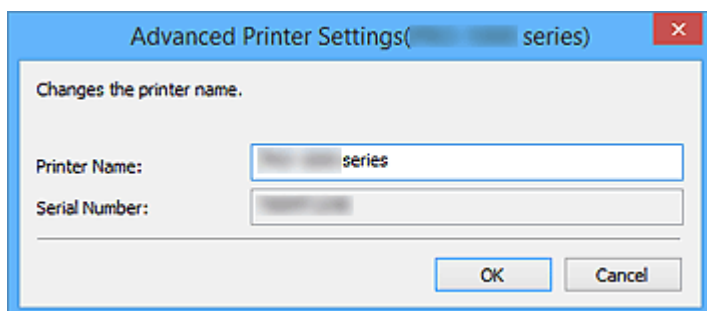 Advanced Printer Settings( series)
Changes the printer name.
Printer Name: series
Serial Number:
OK Cancel